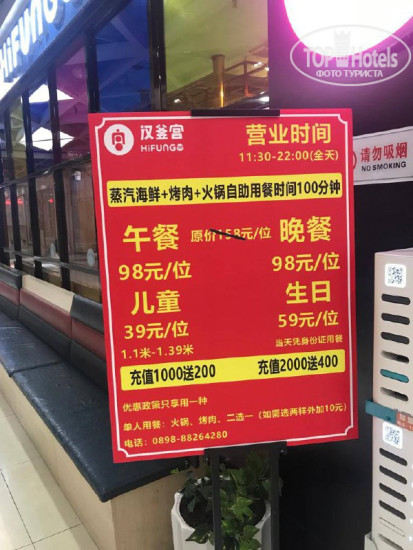 HiFUNG
TOP Hotels
ФОТО ТУРИСТА
汉釜宫
HiFUNG
营业时间
11:30-22:00(全天)
请勿吸烟
NO SMOKING
蒸汽海鲜+烤肉+火锅自助用餐时间100分钟
午餐 原价158元/位 晚餐
98元/位 98元/位
儿童 生日
39元/位 59元/位
1.1米-1.39米 当天凭身份证用餐
充值1000送200 充值2000送400
优惠政策只享用一种
单人用餐：火锅、烤肉、二选一（如需选两样外加10元）
电话：0898-88264280